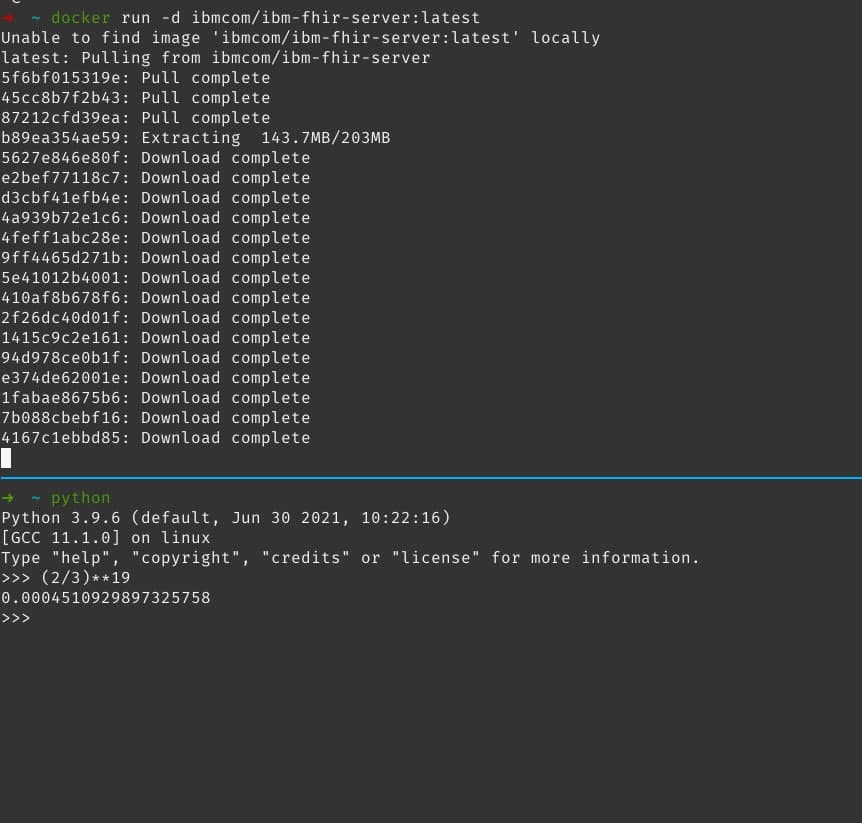 ➜  ~ docker run -d ibmcom/ibm-fhir-server:latest
Unable to find image 'ibmcom/ibm-fhir-server:latest' locally
latest: Pulling from ibmcom/ibm-fhir-server
5f6bf015319e: Pull complete
45cc8b7f2b43: Pull complete
87212cfd39ea: Pull complete
b89ea354ae59: Extracting  143.7MB/203MB
5627e846e80f: Download complete
e2bef77118c7: Download complete
d3cbf41efb4e: Download complete
4a939b72e1c6: Download complete
4feff1abc28e: Download complete
9ff4465d271b: Download complete
5e41012b4001: Download complete
410af8b678f6: Download complete
2f26dc40d01f: Download complete
1415c9c2e161: Download complete
94d978ce0b1f: Download complete
e374de62001e: Download complete
1fabae8675b6: Download complete
7b088cbebf16: Download complete
4167c1ebbd85: Download complete
➜  ~ python
Python 3.9.6 (default, Jun 30 2021, 10:22:16)
[GCC 11.1.0] on linux
Type "help", "copyright", "credits" or "license" for more information.
>>> (2/3)**19
0.0004510929897325758
>>>